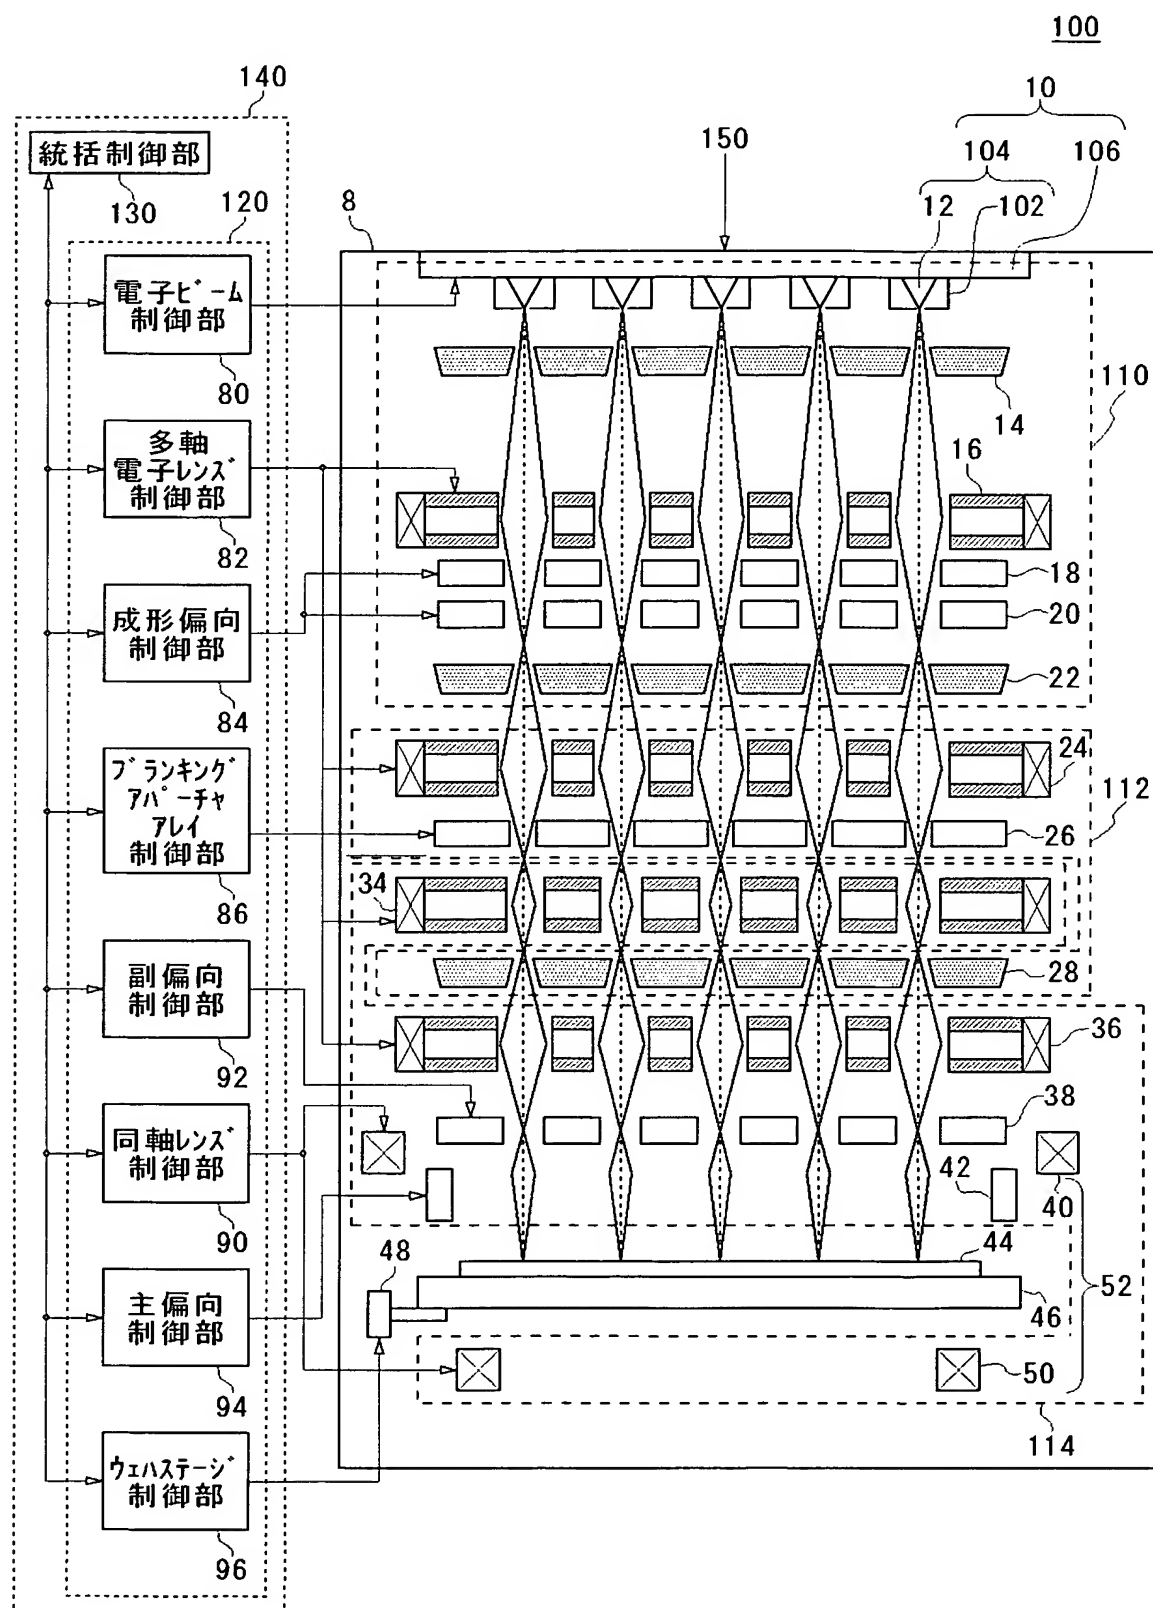 100
140
統括制御部
130
120
10
104
106
12
102
150
8
電子ビーム
制御部
80
14
110
多軸
電子レンズ
制御部
82
16
18
20
成形偏向
制御部
84
22
ブランキング
アパーチャ
アレイ
制御部
86
24
112
26
34
28
副偏向
制御部
92
36
38
同軸レンズ
制御部
90
42
40
44
48
46
52
主偏向
制御部
94
50
114
ウェハステージ
制御部
96